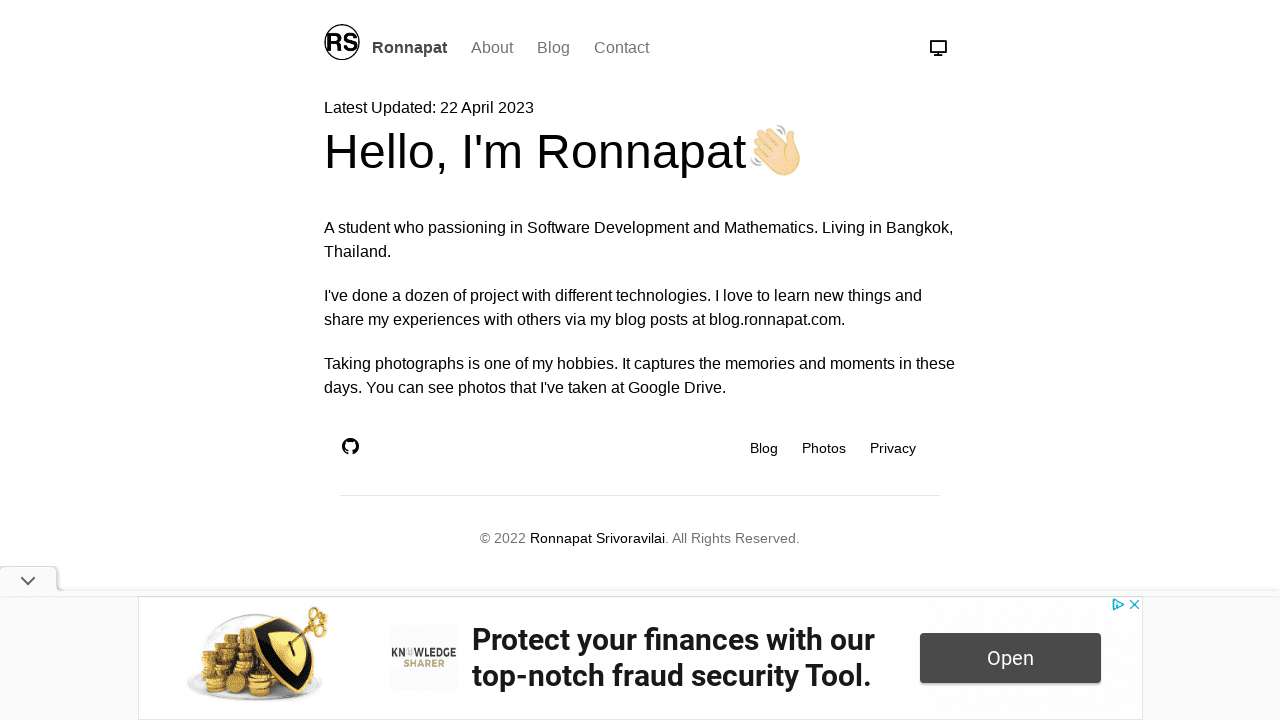 RS
Ronnapat About Blog Contact
Latest Updated: 22 April 2023
Hello, I'm Ronnapat👋🏻
A student who passioning in Software Development and Mathematics. Living in Bangkok,
Thailand.
I've done a dozen of project with different technologies. I love to learn new things and
share my experiences with others via my blog posts at blog.ronnapat.com.
Taking photographs is one of my hobbies. It captures the memories and moments in these
days. You can see photos that I've taken at Google Drive.
Blog Photos Privacy
© 2022 Ronnapat Srivoravilai. All Rights Reserved.
KNOWLEDGE
SHARER
Protect your finances with our
top-notch fraud security Tool.
Open